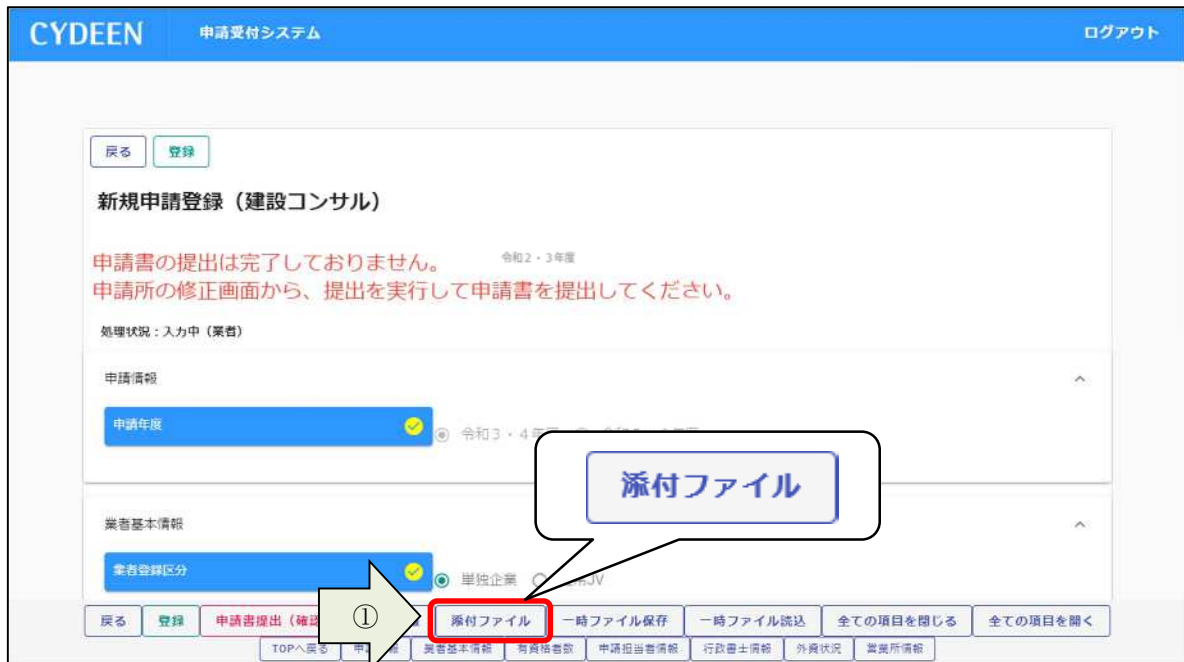 CYDEEN 申請受付システム ログアウト
戻る 登録
新規申請登録（建設コンサル）
申請書の提出は完了しておりません。 令和2・3年度
申請所の修正画面から、提出を実行して申請書を提出してください。
処理状況：入力中（業者）
申請情報
申請年度 令和3・4
添付ファイル
業者基本情報
業者登録区分 単独企業 JV
戻る 登録 申請書提出（確認 ① 添付ファイル 一時ファイル保存 一時ファイル読込 全ての項目を閉じる 全ての項目を開く
TOPへ戻る 業者基本情報 有資格者数 申請担当者情報 行政書士情報 外資状況 営業所情報